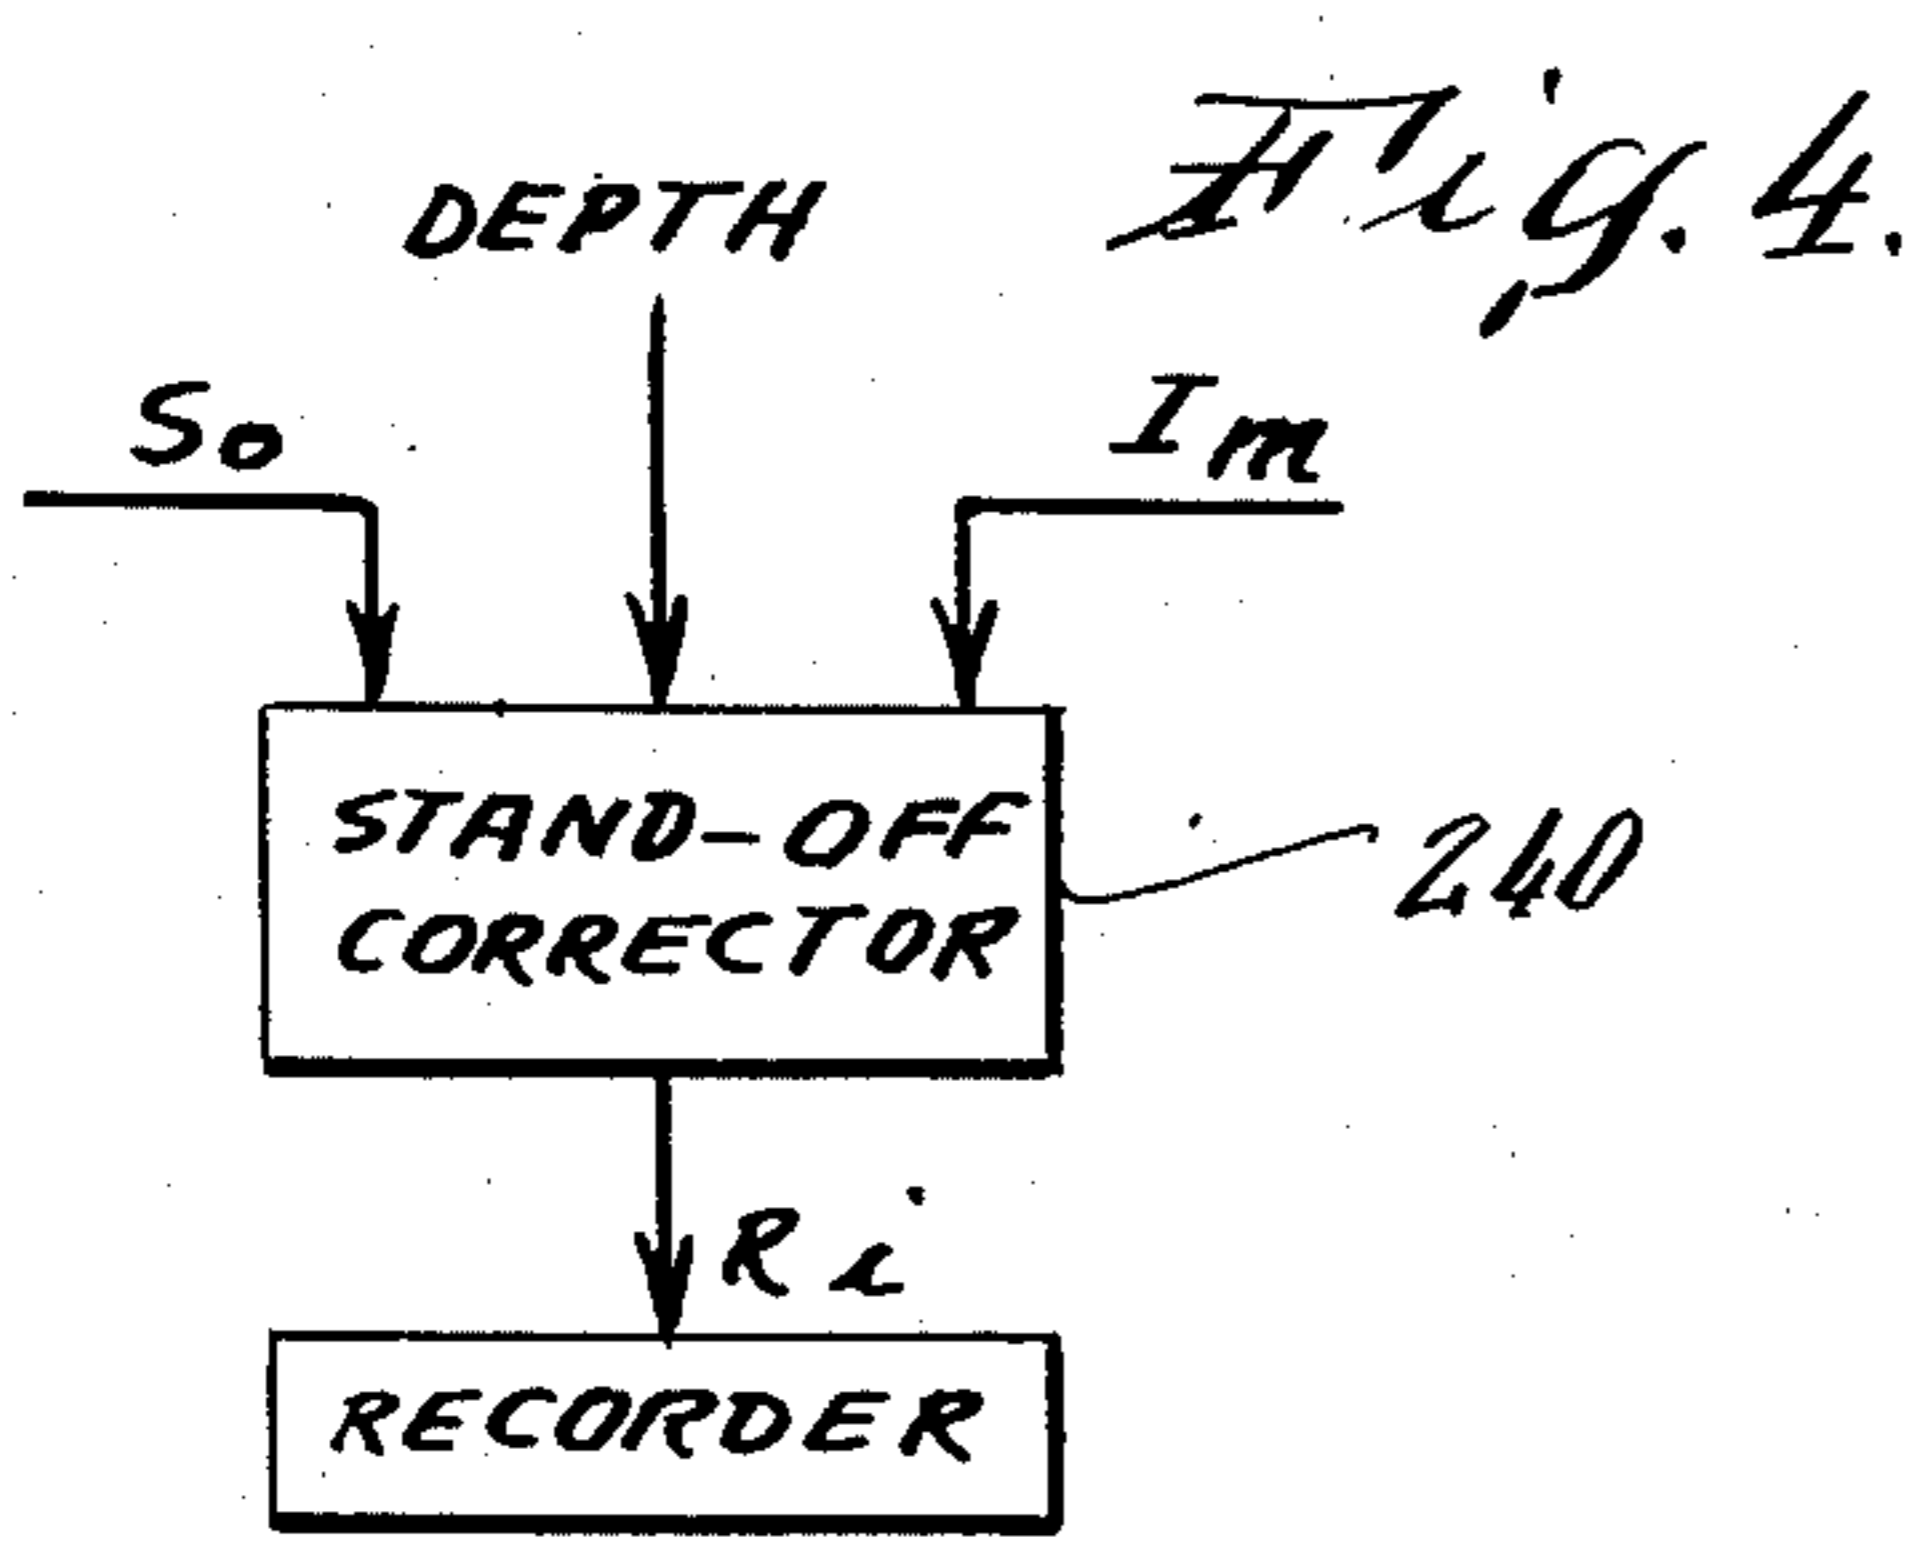 Fig. 4.
DEPTH
So
Im
STAND-OFF
CORRECTOR
240
Ri
RECORDER